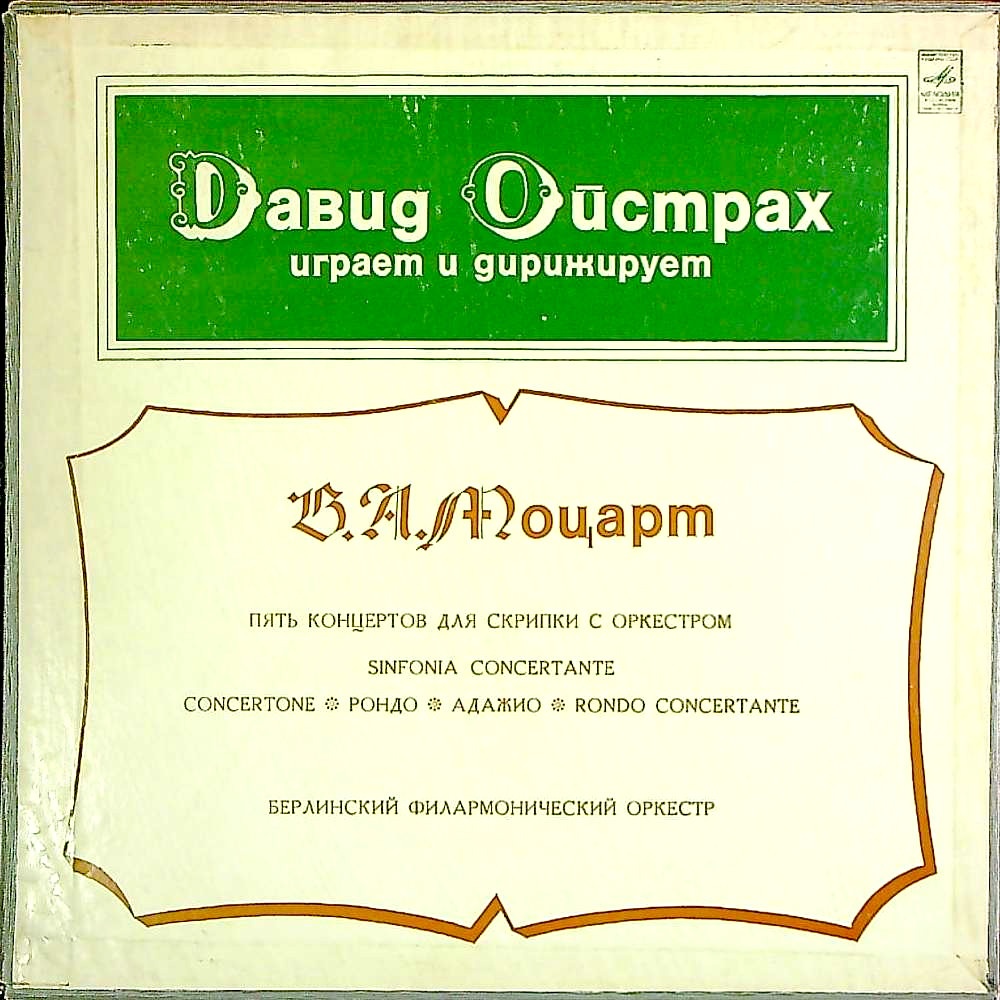 МЕЛОДИЯ
Давид Ойстрах
играет и дирижирует
В.А.Моцарт
ПЯТЬ КОНЦЕРТОВ ДЛЯ СКРИПКИ С ОРКЕСТРОМ
SINFONIA CONCERTANTE
CONCERTONE ❊ РОНДО ❊ АДАЖИО ❊ RONDO CONCERTANTE
БЕРЛИНСКИЙ ФИЛАРМОНИЧЕСКИЙ ОРКЕСТР